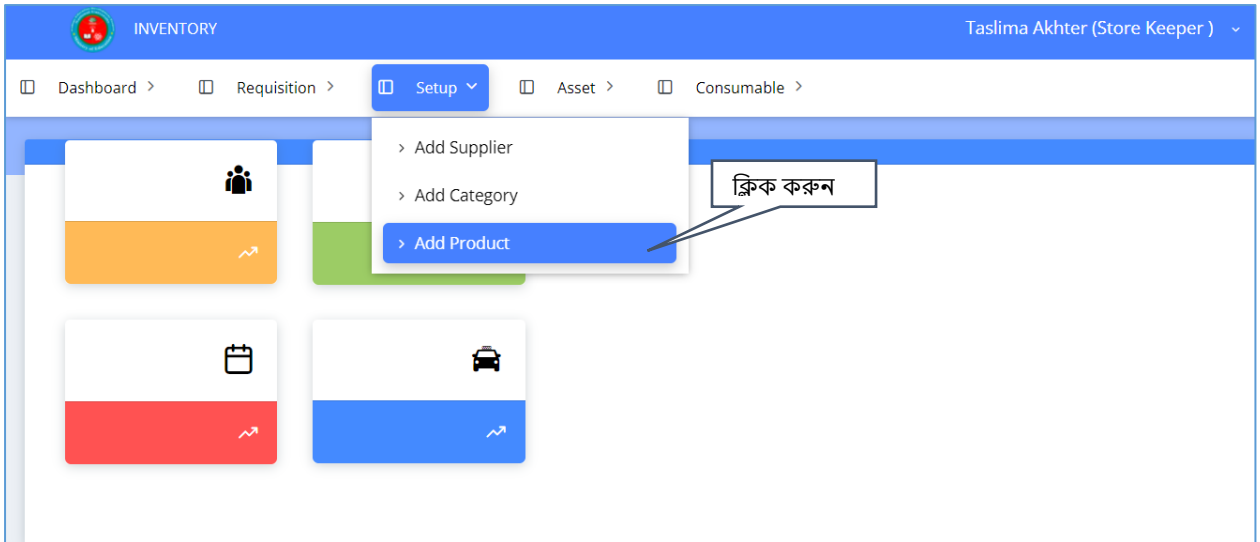 INVENTORY
Taslima Akhter (Store Keeper )
Dashboard
Requisition
Setup
Asset
Consumable
Add Supplier
Add Category
Add Product
ক্লিক করুন